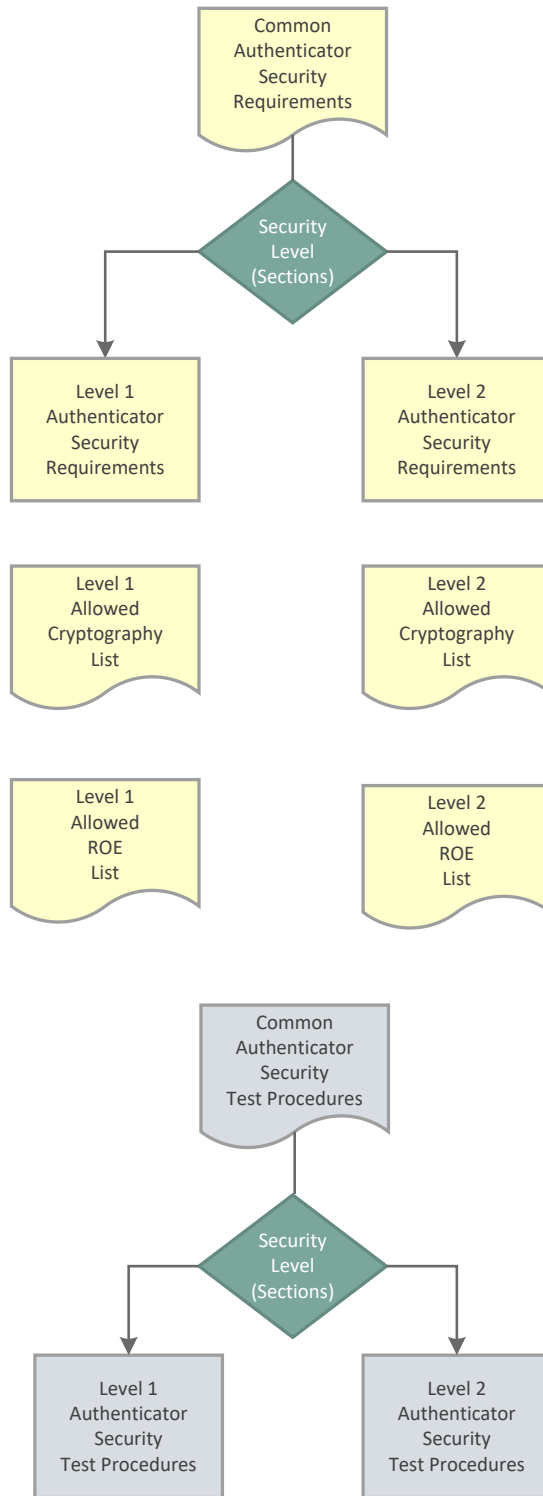 Common
Authenticator
Security
Requirements
Security
Level
(Sections)
Level 1
Authenticator
Security
Requirements
Level 2
Authenticator
Security
Requirements
Level 1
Allowed
Cryptography
List
Level 2
Allowed
Cryptography
List
Level 1
Allowed
ROE
List
Level 2
Allowed
ROE
List
Common
Authenticator
Security
Test Procedures
Security
Level
(Sections)
Level 1
Authenticator
Security
Test Procedures
Level 2
Authenticator
Security
Test Procedures